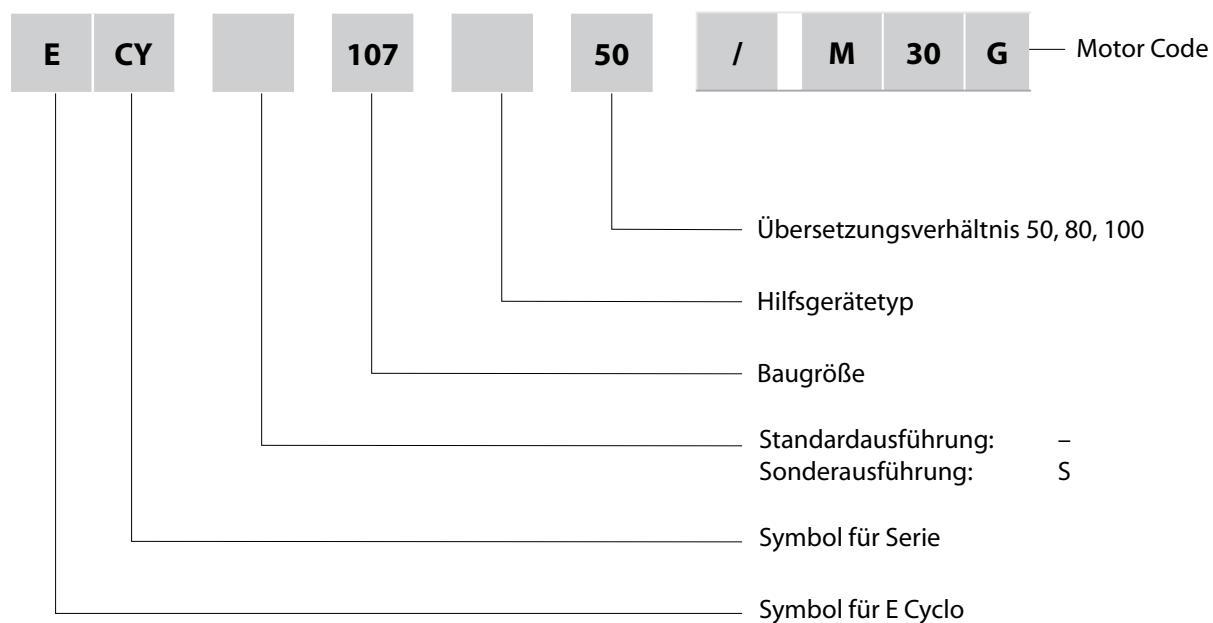 E CY 107 50 / M 30 G Motor Code
Übersetzungsverhältnis 50, 80, 100
Hilfsgerätetyp
Baugröße
Standardausführung: –
Sonderausführung: S
Symbol für Serie
Symbol für E Cyclo